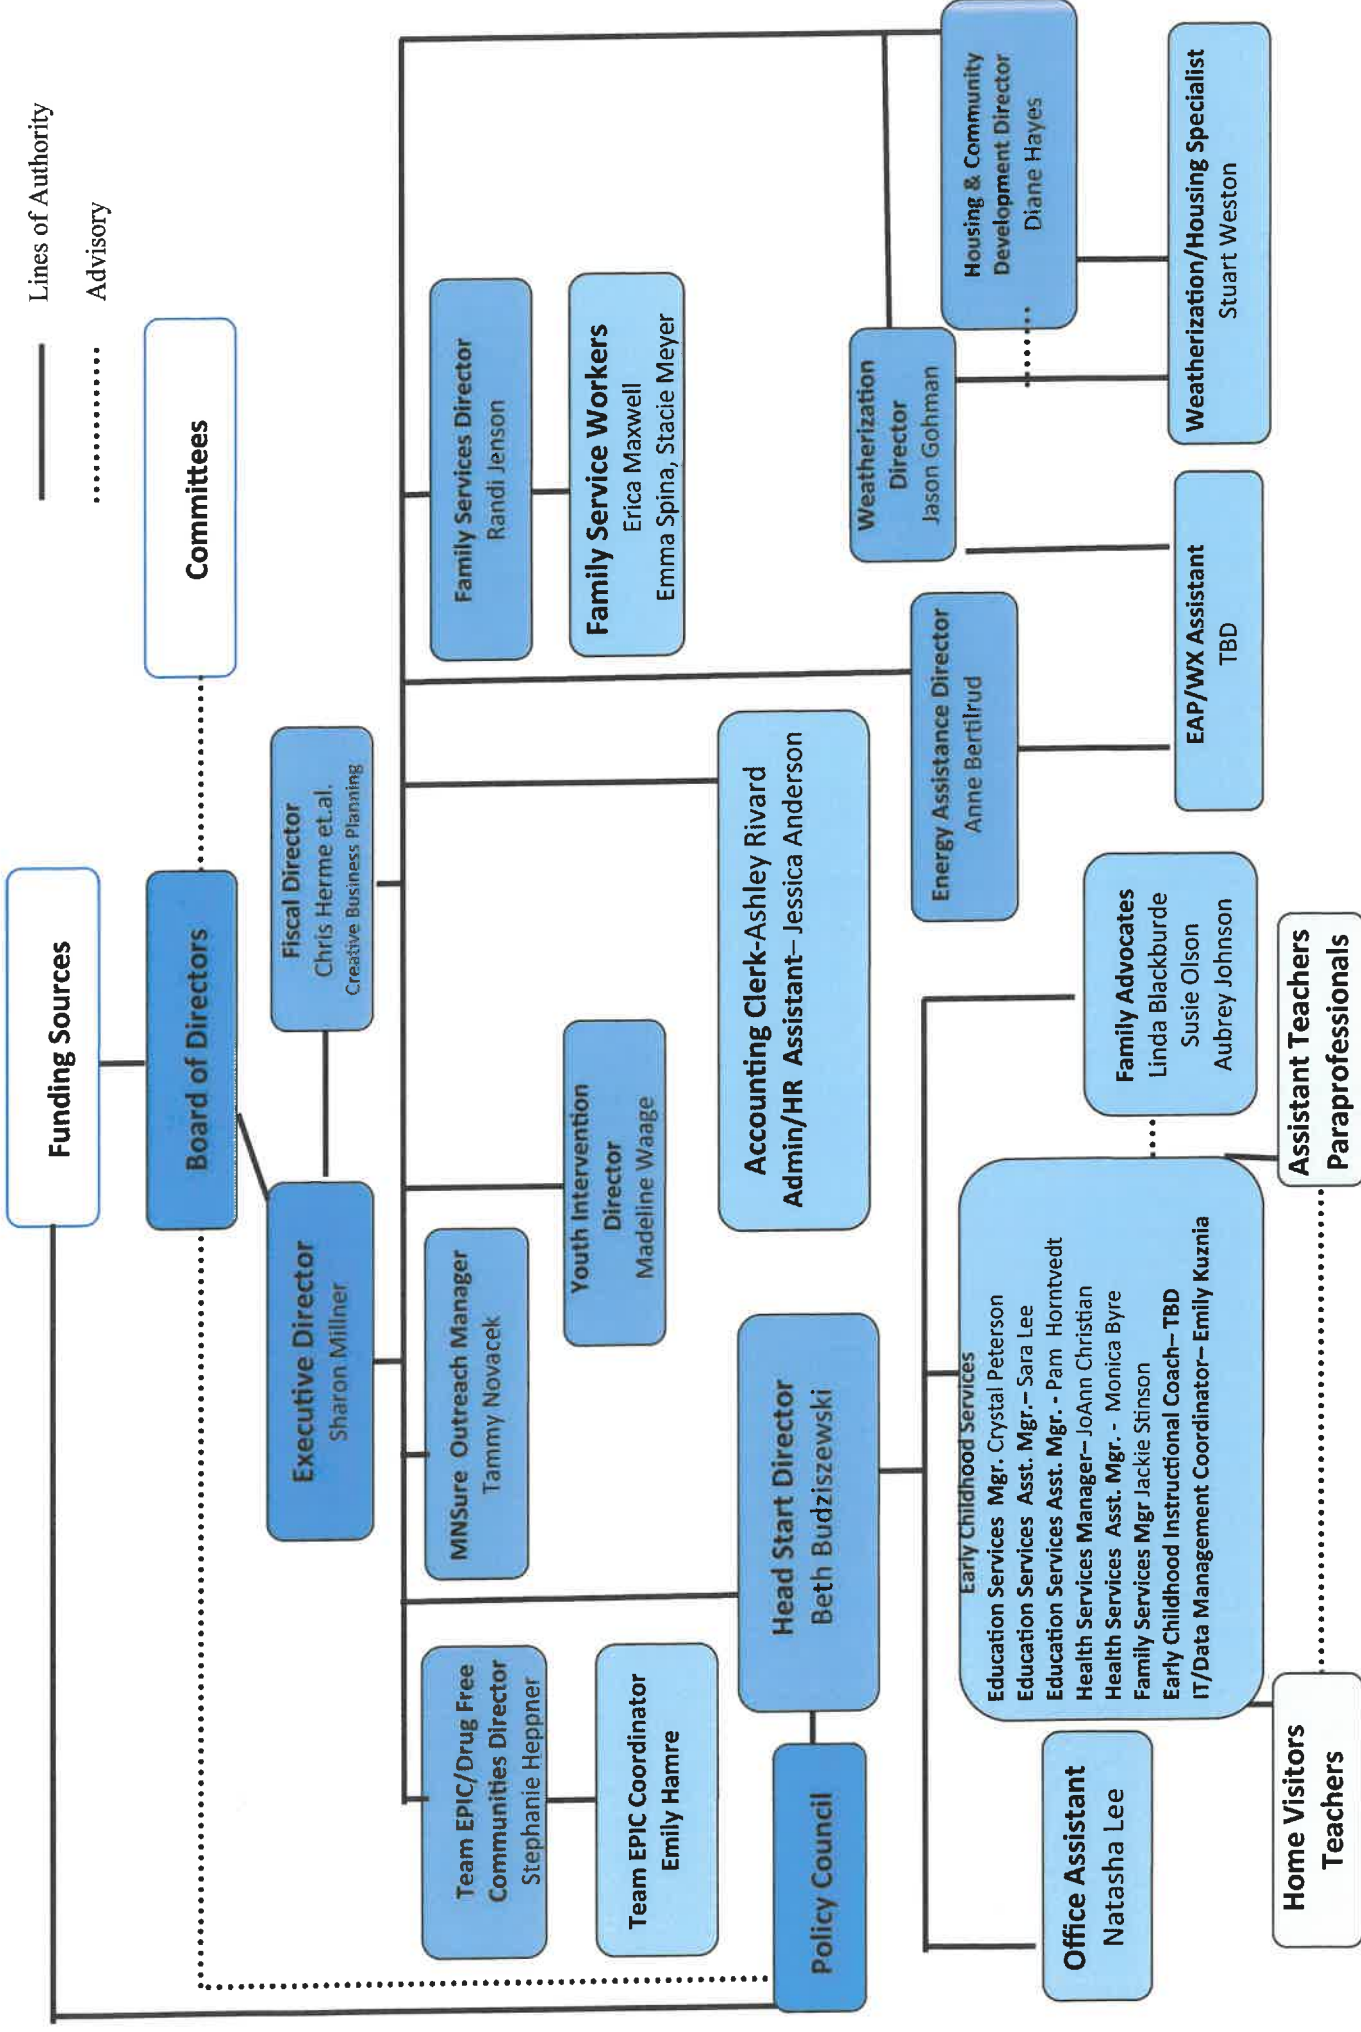 Lines of Authority
Advisory
Funding Sources
Board of Directors
Committees
Executive Director
Sharon Millner
Fiscal Director
Chris Herme et.al.
Creative Business Planning
Team EPIC/Drug Free
Communities Director
Stephanie Heppner
MNSure Outreach Manager
Tammy Novacek
Family Services Director
Randi Jenson
Team EPIC Coordinator
Emily Hamre
Youth Intervention
Director
Madeline Waage
Family Service Workers
Erica Maxwell
Emma Spina, Stacie Meyer
Policy Council
Head Start Director
Beth Budziszewski
Accounting Clerk-Ashley Rivard
Admin/HR Assistant– Jessica Anderson
Energy Assistance Director
Anne Bertilrud
Weatherization
Director
Jason Gohman
Housing & Community
Development Director
Diane Hayes
Office Assistant
Natasha Lee
Early Childhood Services
Education Services Mgr. Crystal Peterson
Education Services Asst. Mgr.– Sara Lee
Education Services Asst. Mgr. - Pam Horntvedt
Health Services Manager– JoAnn Christian
Health Services Asst. Mgr. - Monica Byre
Family Services Mgr Jackie Stinson
Early Childhood Instructional Coach– TBD
IT/Data Management Coordinator– Emily Kuznia
Family Advocates
Linda Blackburde
Susie Olson
Aubrey Johnson
EAP/WX Assistant
TBD
Weatherization/Housing Specialist
Stuart Weston
Home Visitors
Teachers
Assistant Teachers
Paraprofessionals